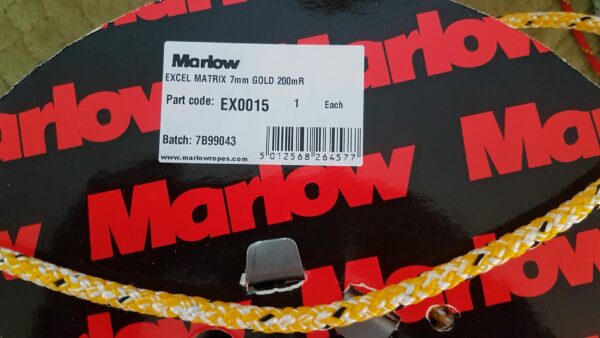 Marlow
EXCEL MATRIX 7mm GOLD 200mR
Part code: EX0015 1 Each
Batch: 7B99043
www.marlowropes.com
5 012568 264577
Marlow
Marlow
Marlow
Marlow
Marlow